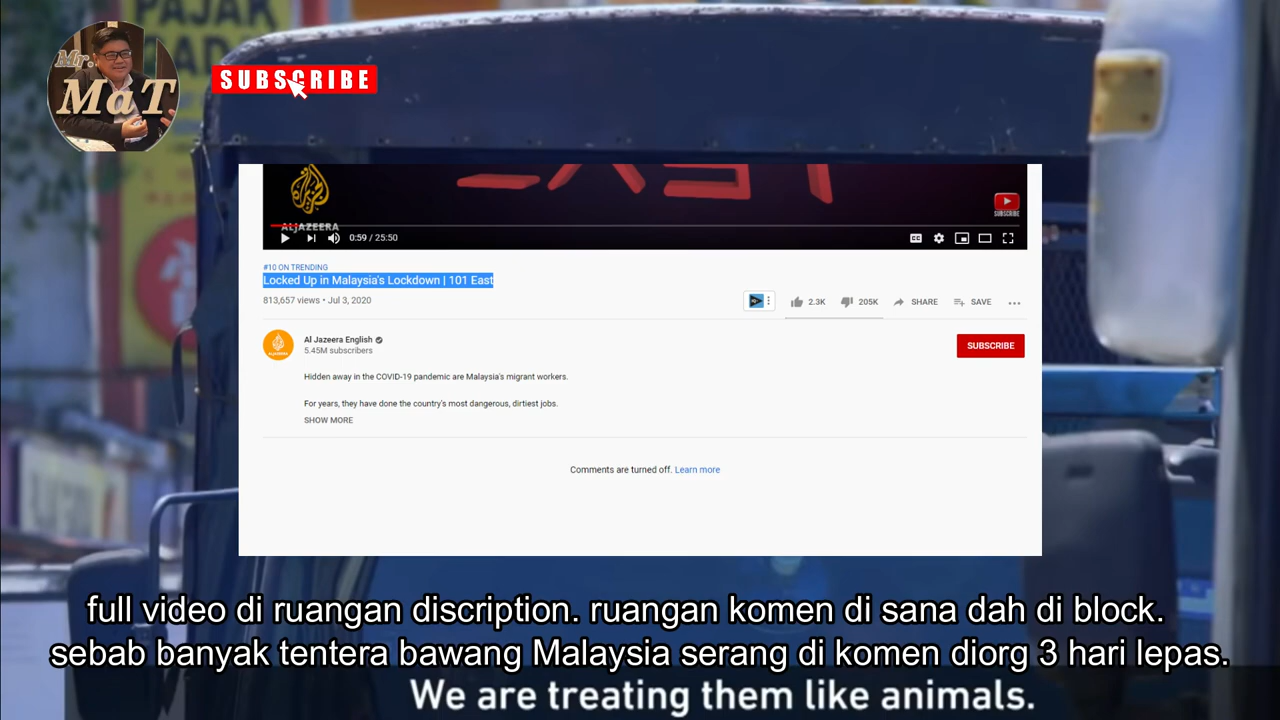 PAJAK
Mr.
MaT
SUBSCRIBE
EAST
ALJAZEERA
SUBSCRIBE
0:59 / 25:50
CC
#10 ON TRENDING
Locked Up in Malaysia's Lockdown | 101 East
813,657 views • Jul 3, 2020
2.3K
205K
SHARE
SAVE
Al Jazeera English
5.45M subscribers
SUBSCRIBE
Hidden away in the COVID-19 pandemic are Malaysia's migrant workers.
For years, they have done the country's most dangerous, dirtiest jobs.
SHOW MORE
Comments are turned off. Learn more
full video di ruangan discription. ruangan komen di sana dah di block.
sebab banyak tentera bawang Malaysia serang di komen diorg 3 hari lepas.
We are treating them like animals.